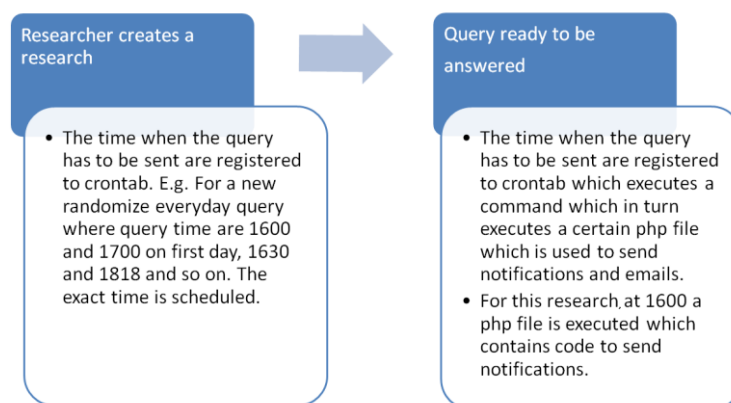 Researcher creates a
research
• The time when the query
has to be sent are registered
to crontab. E.g. For a new
randomize everyday query
where query time are 1600
and 1700 on first day, 1630
and 1818 and so on. The
exact time is scheduled.
Query ready to be
answered
• The time when the query
has to be sent are registered
to crontab which executes a
command which in turn
executes a certain php file
which is used to send
notifications and emails.
• For this research, at 1600 a
php file is executed which
contains code to send
notifications.